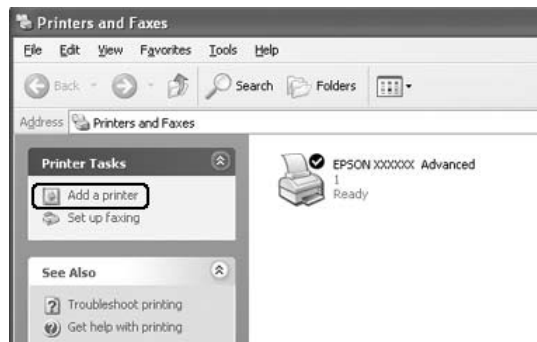 Printers and Faxes
File Edit View Favorites Tools Help
Back Search Folders
Address Printers and Faxes
Printer Tasks
Add a printer
Set up faxing
See Also
Troubleshoot printing
Get help with printing
EPSON XXXXXX Advanced
1
Ready